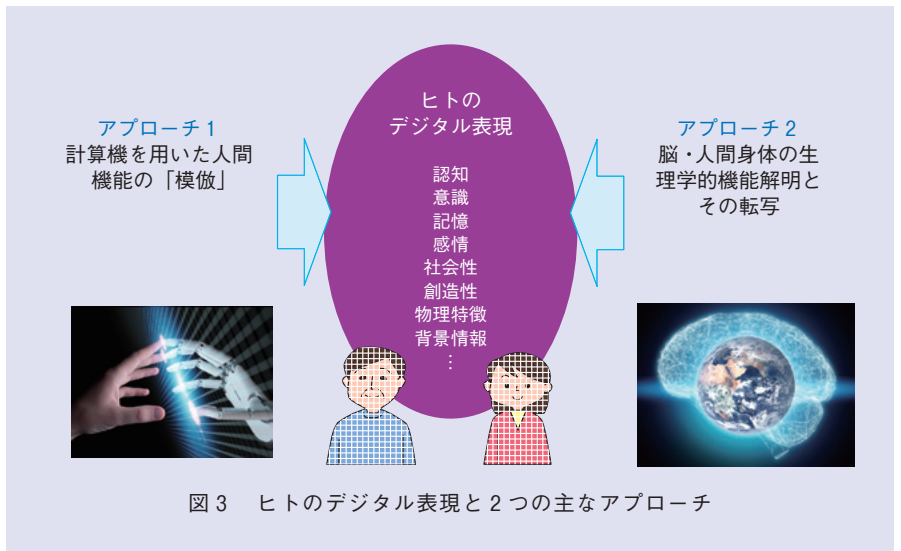 ヒトの
デジタル表現
アプローチ1
計算機を用いた人間
機能の「模倣」
認知
意識
記憶
感情
社会性
創造性
物理特徴
背景情報
⋮
アプローチ2
脳・人間身体の生
理学的機能解明と
その転写
図3　ヒトのデジタル表現と2つの主なアプローチ